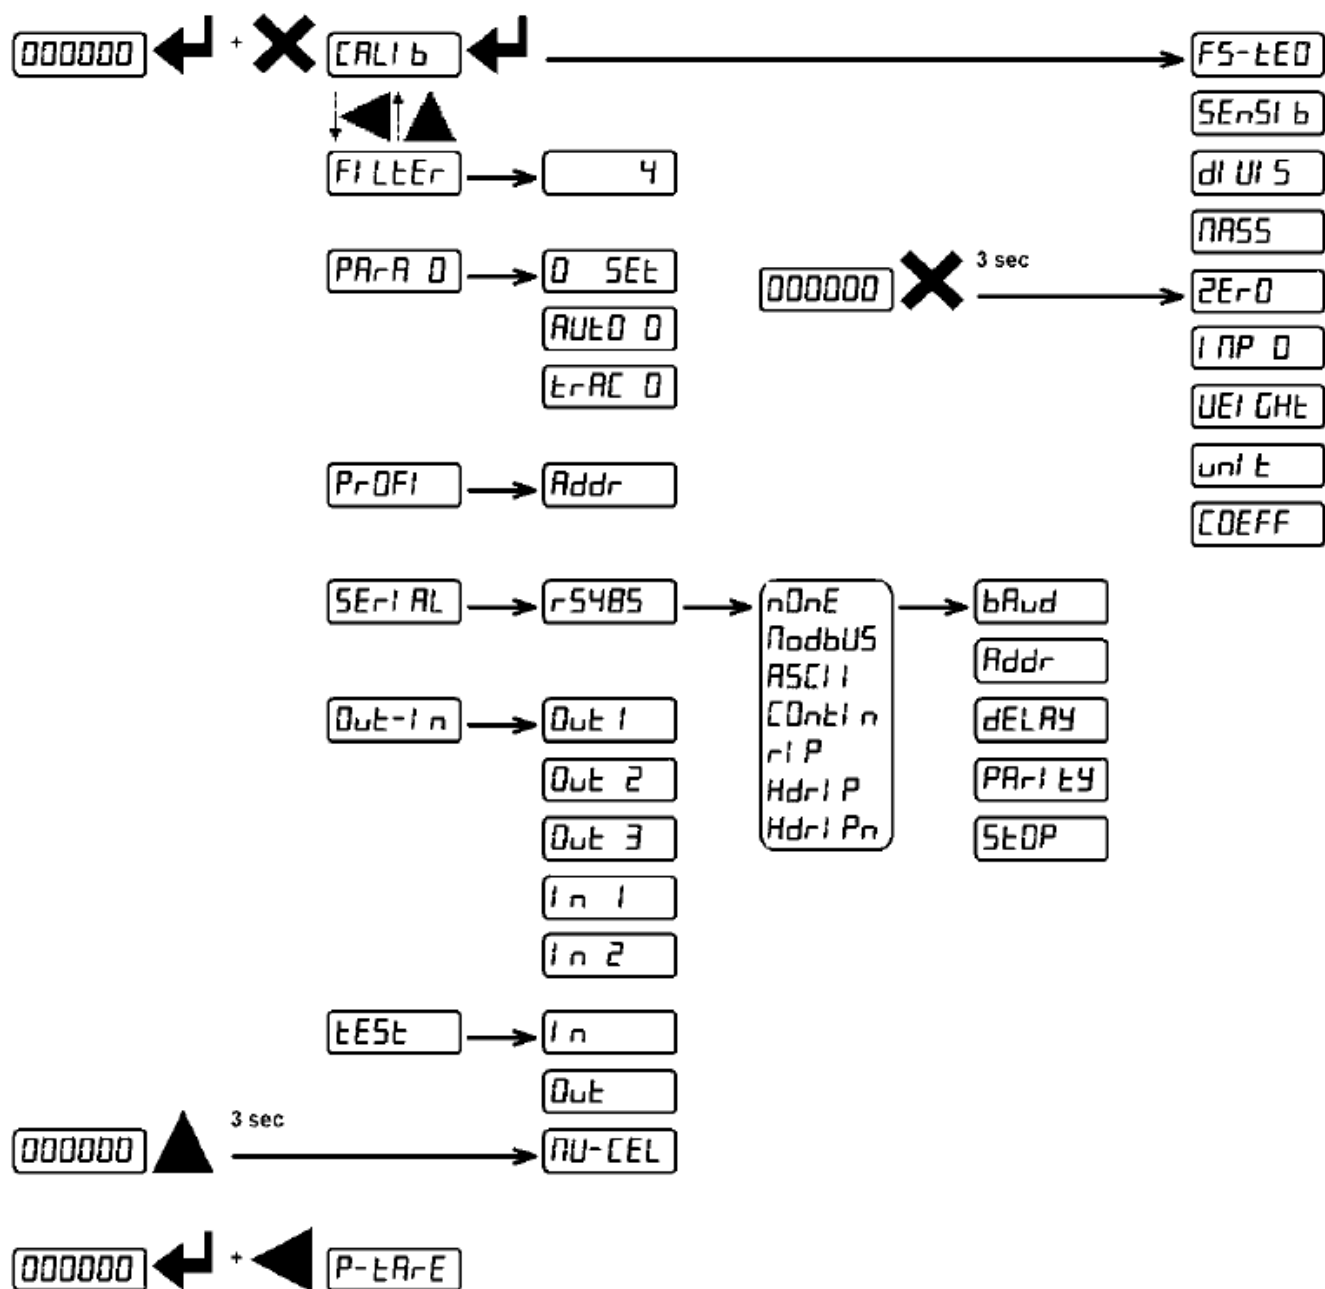 000000 + CALIb FS-tEO
SEnSIb
FILtEr 4 dIVIS
MASS
PArA 0 0 SEt 000000 3 sec ZErO
AUtO 0 INP 0
trAC 0 UEIGHt
PrOFI Addr unIt
COEFF
SErIAL rS485 nOnE bAud
ModbUS
ASCII Addr
Out-In Out 1 COntIn dELAY
rIP
Out 2 HdrIP PArItY
Out 3 HdrIPn StOP
In 1
In 2
tESt In
Out
000000 3 sec MV-CEL
000000 + P-tArE